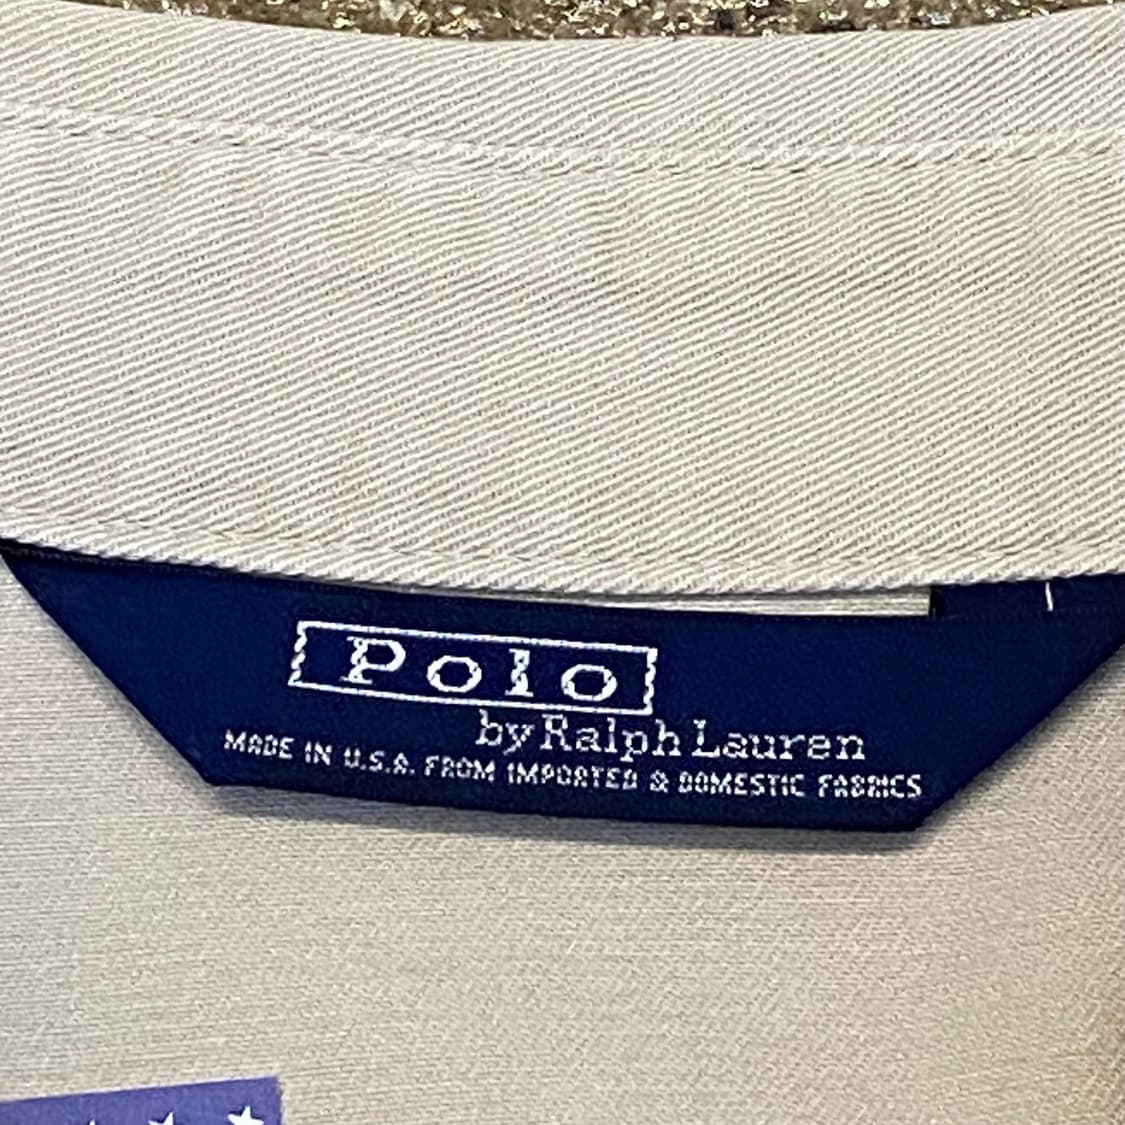 Polo
by Ralph Lauren
MADE IN U.S.A. FROM IMPORTED & DOMESTIC FABRICS